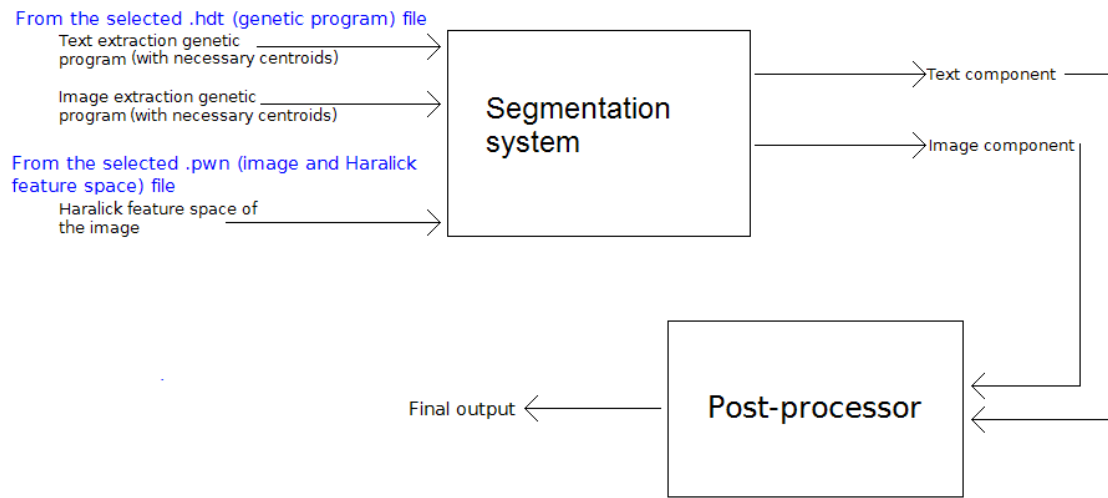 From the selected .hdt (genetic program) file
Text extraction genetic
program (with necessary centroids)
Image extraction genetic
program (with necessary centroids)
From the selected .pwn (image and Haralick
feature space) file
Haralick feature space of
the image
Segmentation
system
Text component
Image component
Post-processor
Final output